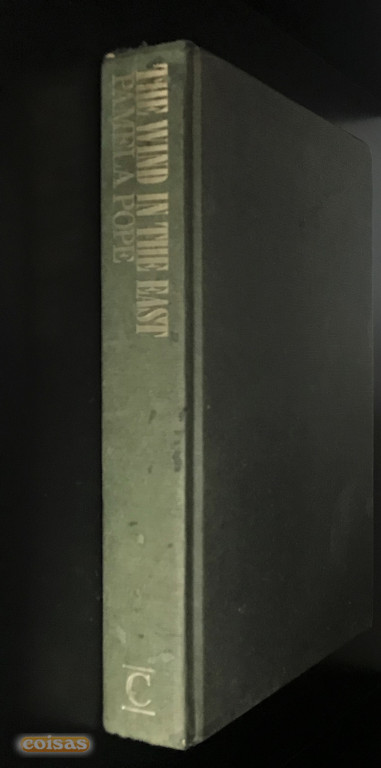 THE WIND IN THE EAST
PAMELA POPE
C
coisas